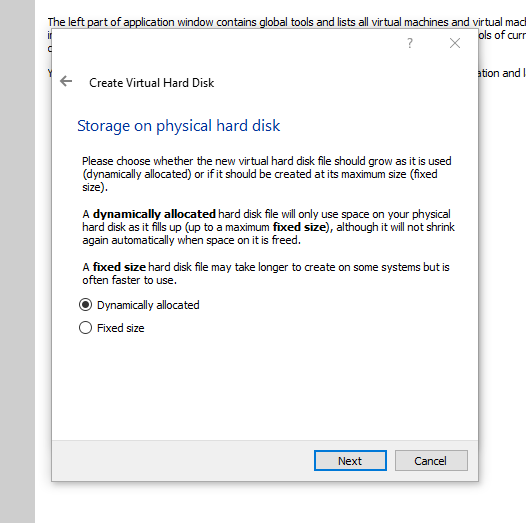 The left part of application window contains global tools and lists all virtual machines and virtual mac
ols of curr
Y
ation and l
?
Create Virtual Hard Disk
Storage on physical hard disk
Please choose whether the new virtual hard disk file should grow as it is used
(dynamically allocated) or if it should be created at its maximum size (fixed
size).
A dynamically allocated hard disk file will only use space on your physical
hard disk as it fills up (up to a maximum fixed size), although it will not shrink
again automatically when space on it is freed.
A fixed size hard disk file may take longer to create on some systems but is
often faster to use.
Dynamically allocated
Fixed size
Next
Cancel